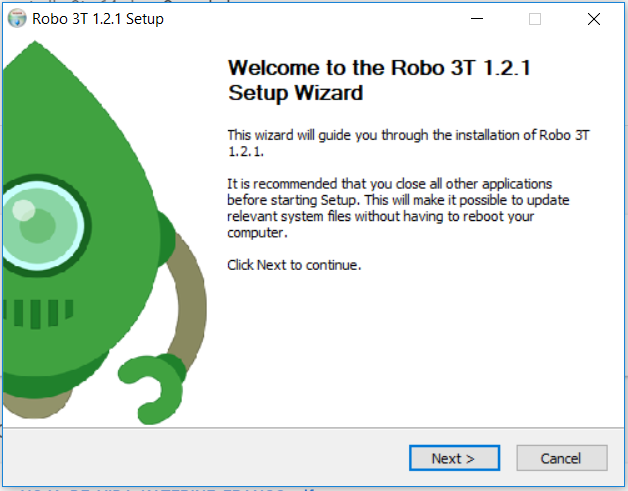 Robo 3T 1.2.1 Setup
Welcome to the Robo 3T 1.2.1
Setup Wizard
This wizard will guide you through the installation of Robo 3T
1.2.1.
It is recommended that you close all other applications
before starting Setup. This will make it possible to update
relevant system files without having to reboot your
computer.
Click Next to continue.
Next >
Cancel